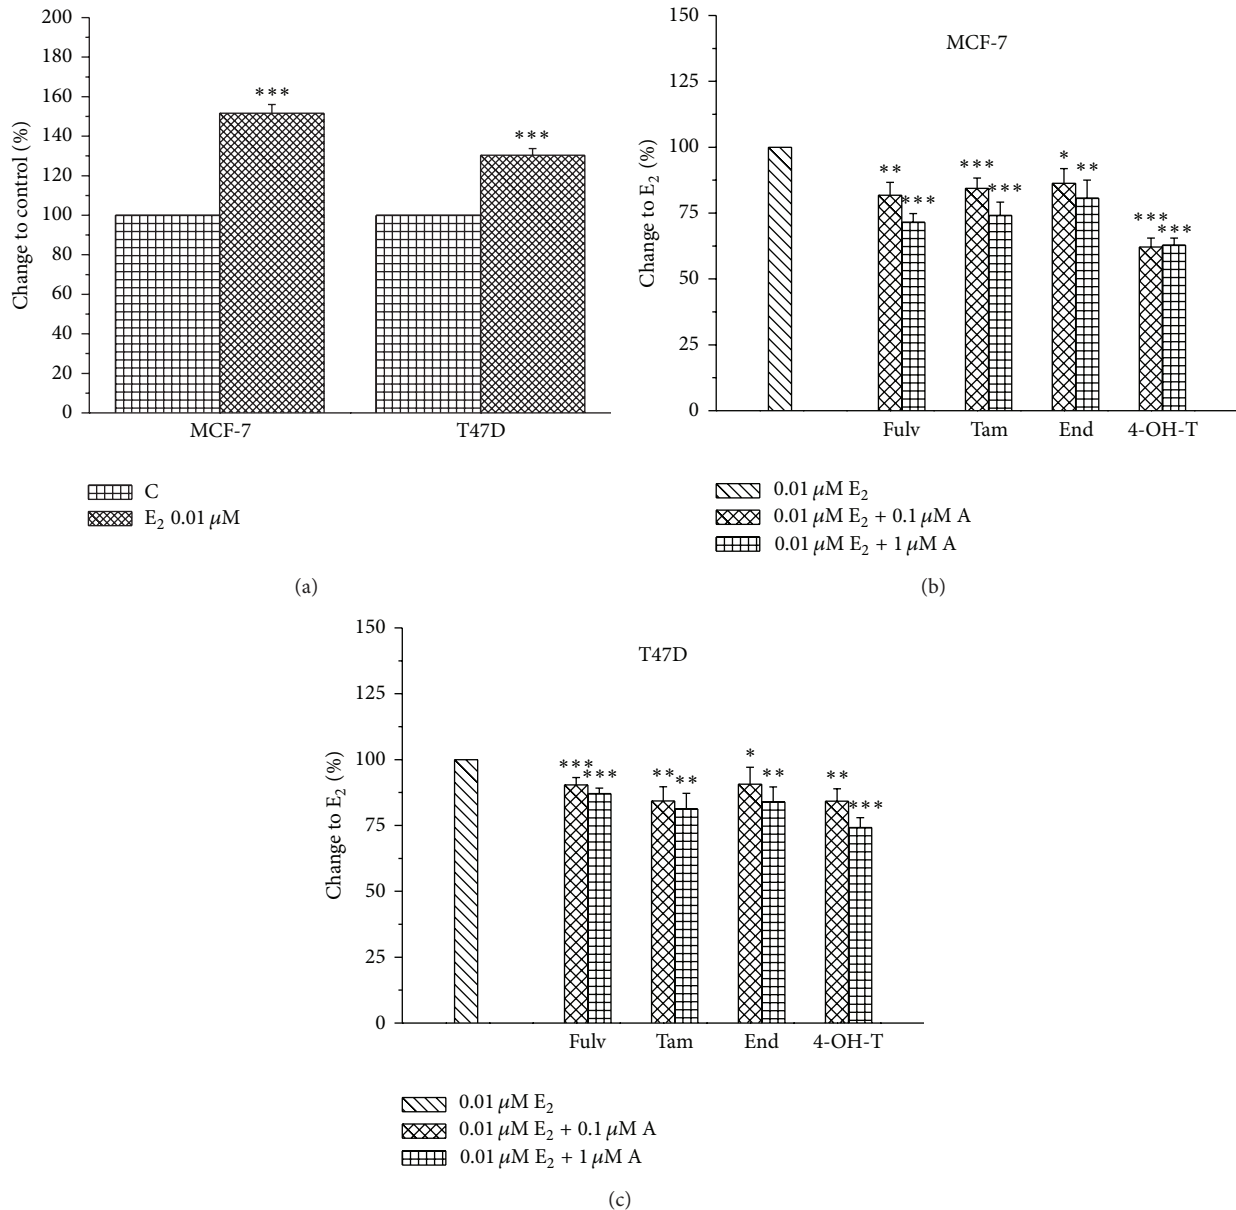 200
180
160
140
120
100
80
60
40
20
0
Change to control (%)
***
***
MCF-7
T47D
C
E₂ 0.01 μM
(a)
150
125
100
75
50
25
0
Change to E₂ (%)
MCF-7
**
***
***
***
*
**
***
***
Fulv
Tam
End
4-OH-T
0.01 μM E₂
0.01 μM E₂ + 0.1 μM A
0.01 μM E₂ + 1 μM A
(b)
150
125
100
75
50
25
0
Change to E₂ (%)
T47D
***
***
**
**
*
**
**
***
Fulv
Tam
End
4-OH-T
0.01 μM E₂
0.01 μM E₂ + 0.1 μM A
0.01 μM E₂ + 1 μM A
(c)